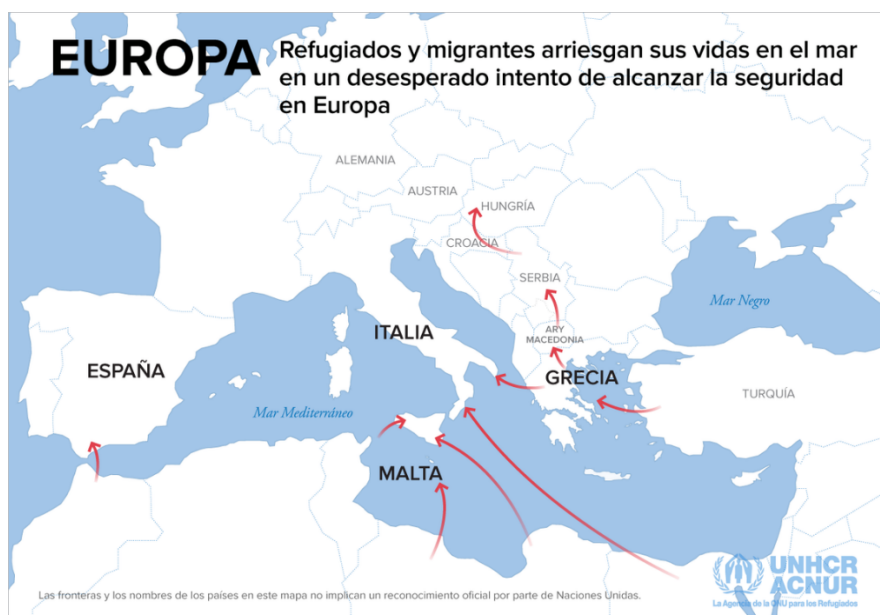 EUROPA
Refugiados y migrantes arriesgan sus vidas en el mar
en un desesperado intento de alcanzar la seguridad
en Europa
ALEMANIA
AUSTRIA
HUNGRÍA
CROACIA
SERBIA
Mar Negro
ITALIA
ARY
MACEDONIA
ESPAÑA
GRECIA
TURQUÍA
Mar Mediterráneo
MALTA
UNHCR
ACNUR
La Agencia de la ONU para los Refugiados
Las fronteras y los nombres de los países en este mapa no implican un reconocimiento oficial por parte de Naciones Unidas.